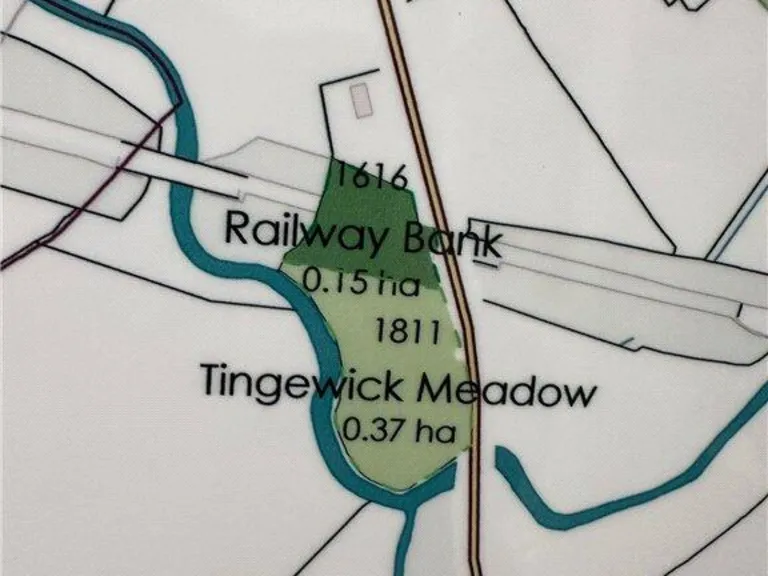 1616
Railway Bank
0.15 ha
1811
Tingewick Meadow
0.37 ha